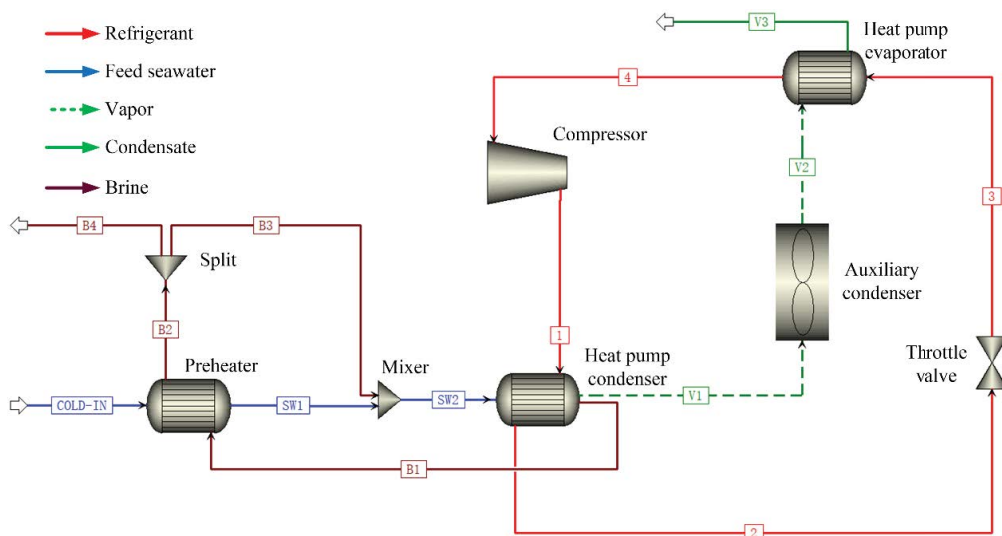 Refrigerant
Feed seawater
Vapor
Condensate
Brine
V3
Heat pump
evaporator
4
Compressor
V2
3
B4
B3
Split
Auxiliary
condenser
B2
1
Preheater
Mixer
Heat pump
condenser
Throttle
valve
COLD-IN
SW1
SW2
V1
B1
2